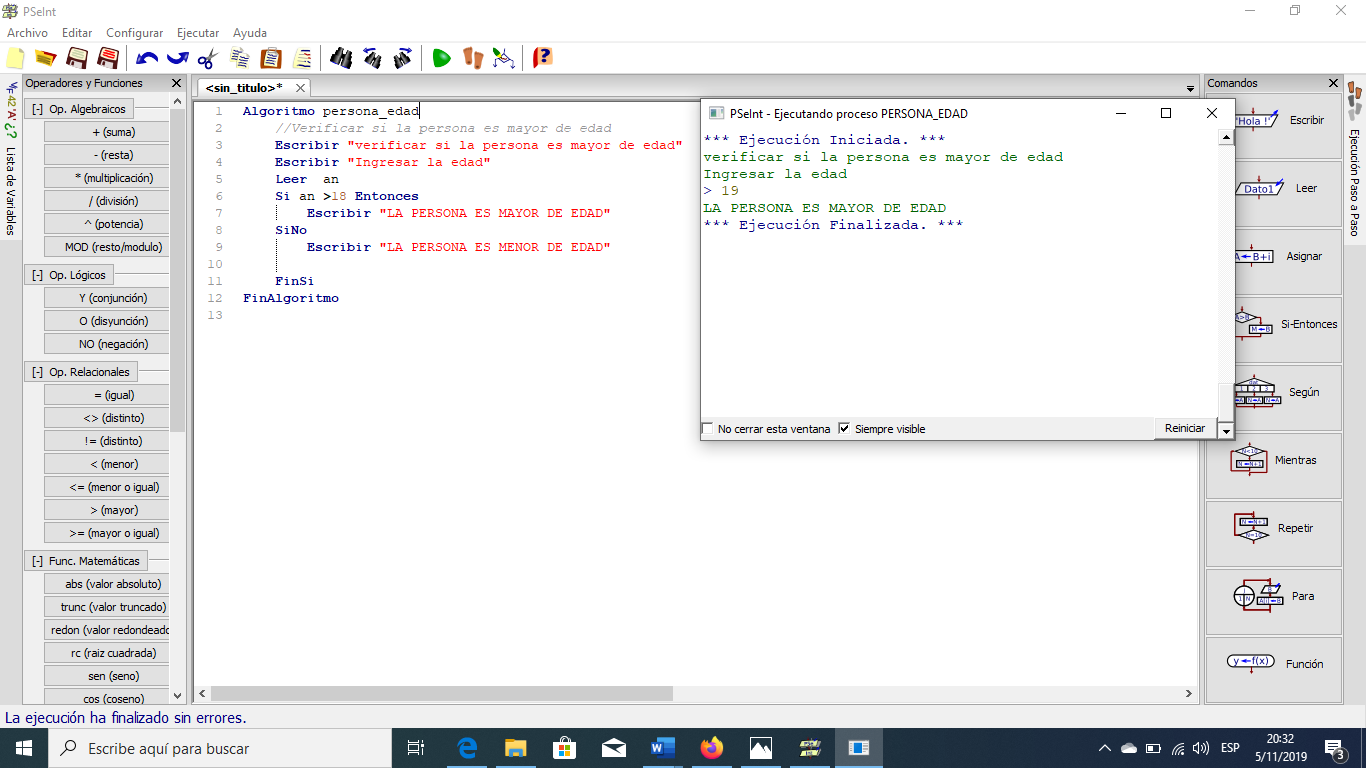 PSeInt
Archivo Editar Configurar Ejecutar Ayuda
Operadores y Funciones
<sin_titulo>*
Comandos
Lista de Variables
[-] Op. Algebraicos
+ (suma)
- (resta)
* (multiplicación)
/ (división)
^ (potencia)
MOD (resto/modulo)
[-] Op. Lógicos
Y (conjunción)
O (disyunción)
NO (negación)
[-] Op. Relacionales
= (igual)
<> (distinto)
!= (distinto)
< (menor)
<= (menor o igual)
> (mayor)
>= (mayor o igual)
[-] Func. Matemáticas
abs (valor absoluto)
trunc (valor truncado)
redon (valor redondeado
rc (raiz cuadrada)
sen (seno)
cos (coseno)
1 Algoritmo persona_edad
2 //Verificar si la persona es mayor de edad
3 Escribir "verificar si la persona es mayor de edad"
4 Escribir "Ingresar la edad"
5 Leer an
6 Si an >18 Entonces
7 Escribir "LA PERSONA ES MAYOR DE EDAD"
8 SiNo
9 Escribir "LA PERSONA ES MENOR DE EDAD"
10
11 FinSi
12 FinAlgoritmo
13
PSeInt - Ejecutando proceso PERSONA_EDAD
*** Ejecución Iniciada. ***
verificar si la persona es mayor de edad
Ingresar la edad
> 19
LA PERSONA ES MAYOR DE EDAD
*** Ejecución Finalizada. ***
No cerrar esta ventana
Siempre visible
Reiniciar
'Hola !' Escribir
Dato1 Leer
A B+i Asignar
Si-Entonces
Según
Mientras
Repetir
Para
y f(x) Función
Ejecución Paso a Paso
La ejecución ha finalizado sin errores.
Escribe aquí para buscar
ESP
20:32
5/11/2019
3